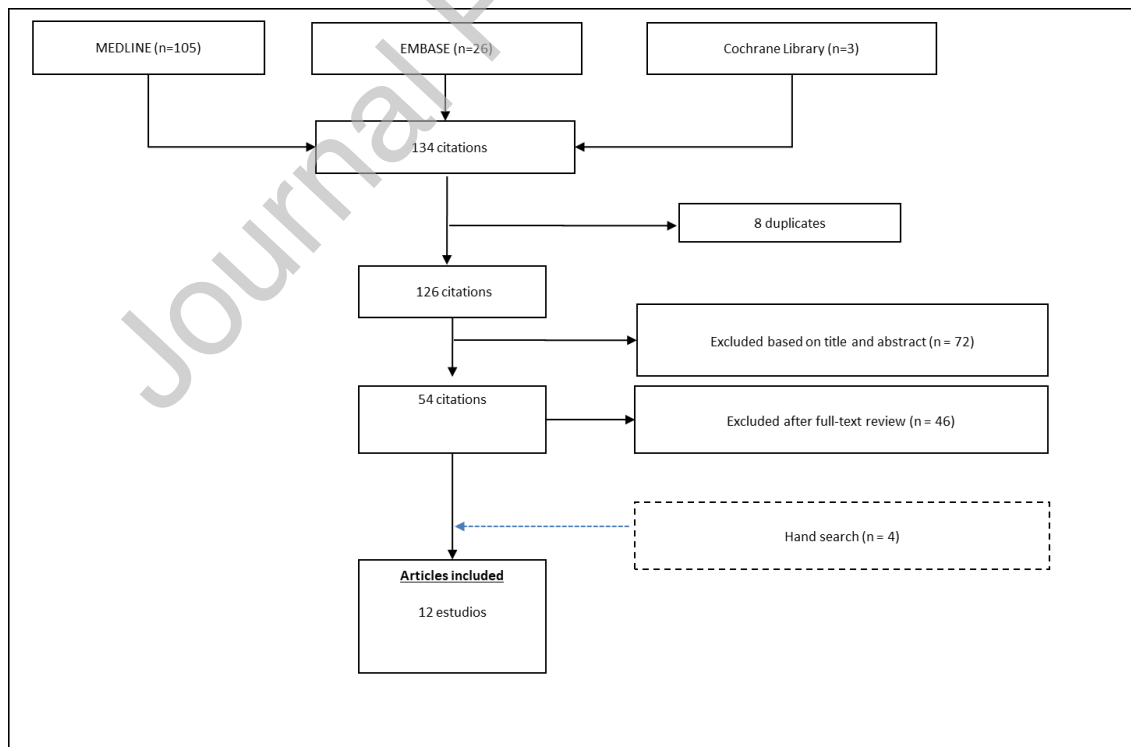 MEDLINE (n=105)
EMBASE (n=26)
Cochrane Library (n=3)
134 citations
8 duplicates
126 citations
Excluded based on title and abstract (n = 72)
54 citations
Excluded after full-text review (n = 46)
Hand search (n = 4)
Articles included
12 estudios
Journal